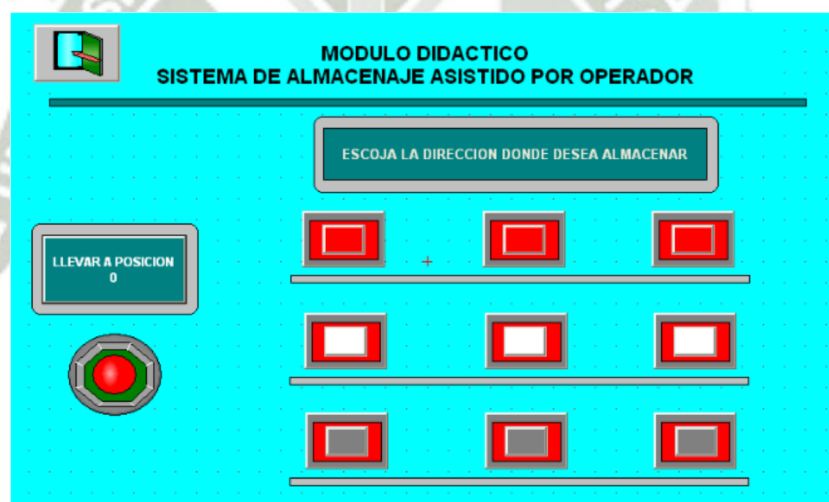 MODULO DIDACTICO
SISTEMA DE ALMACENAJE ASISTIDO POR OPERADOR
ESCOJA LA DIRECCION DONDE DESEA ALMACENAR
LLEVAR A POSICION
0